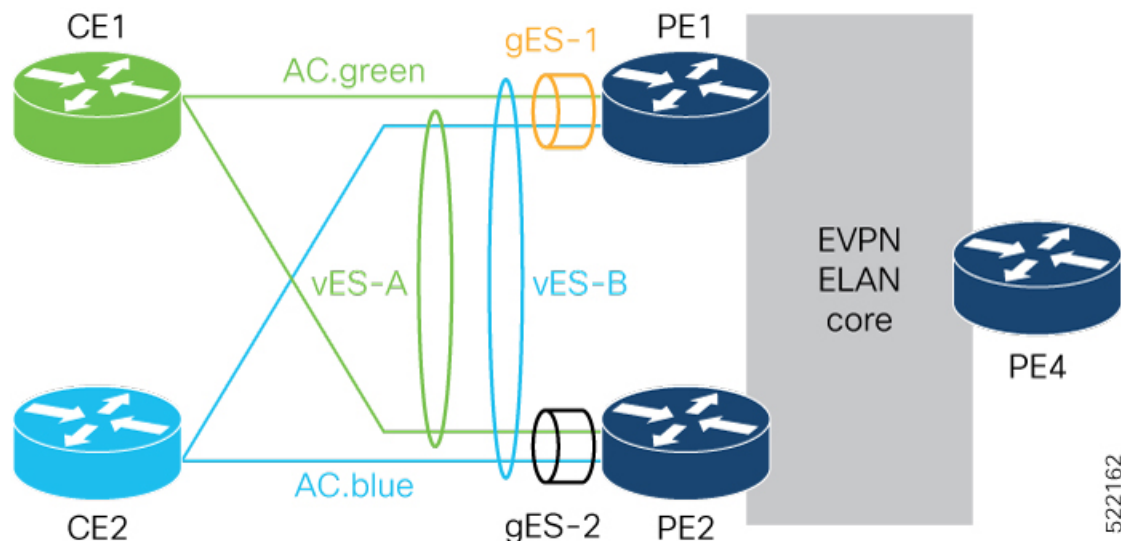 CE1
PE1
gES-1
AC.green
vES-A
vES-B
EVPN
ELAN
core
PE4
AC.blue
CE2
gES-2
PE2
522162